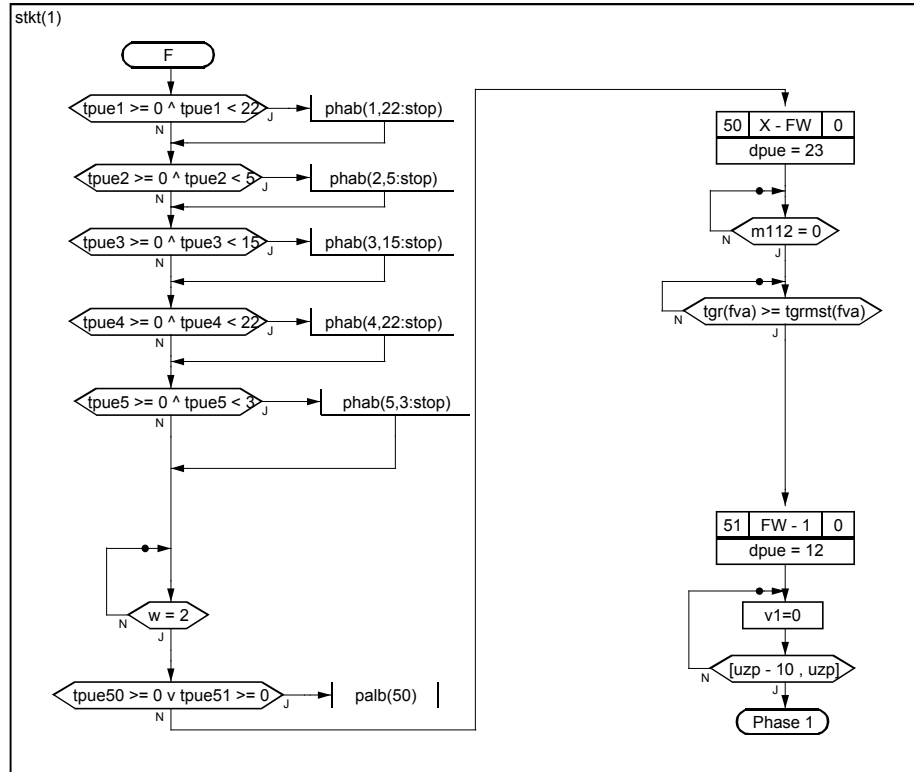 stkt(1)
F
tpue1 >= 0 ^ tpue1 < 22
J
phab(1,22:stop)
N
tpue2 >= 0 ^ tpue2 < 5
J
phab(2,5:stop)
N
tpue3 >= 0 ^ tpue3 < 15
J
phab(3,15:stop)
N
tpue4 >= 0 ^ tpue4 < 22
J
phab(4,22:stop)
N
tpue5 >= 0 ^ tpue5 < 3
J
phab(5,3:stop)
N
w = 2
N
J
tpue50 >= 0 v tpue51 >= 0
J
palb(50)
N
50 X - FW 0
dpue = 23
m112 = 0
N
J
tgr(fva) >= tgrmst(fva)
N
J
51 FW - 1 0
dpue = 12
v1=0
[uzp - 10 , uzp]
N
J
Phase 1